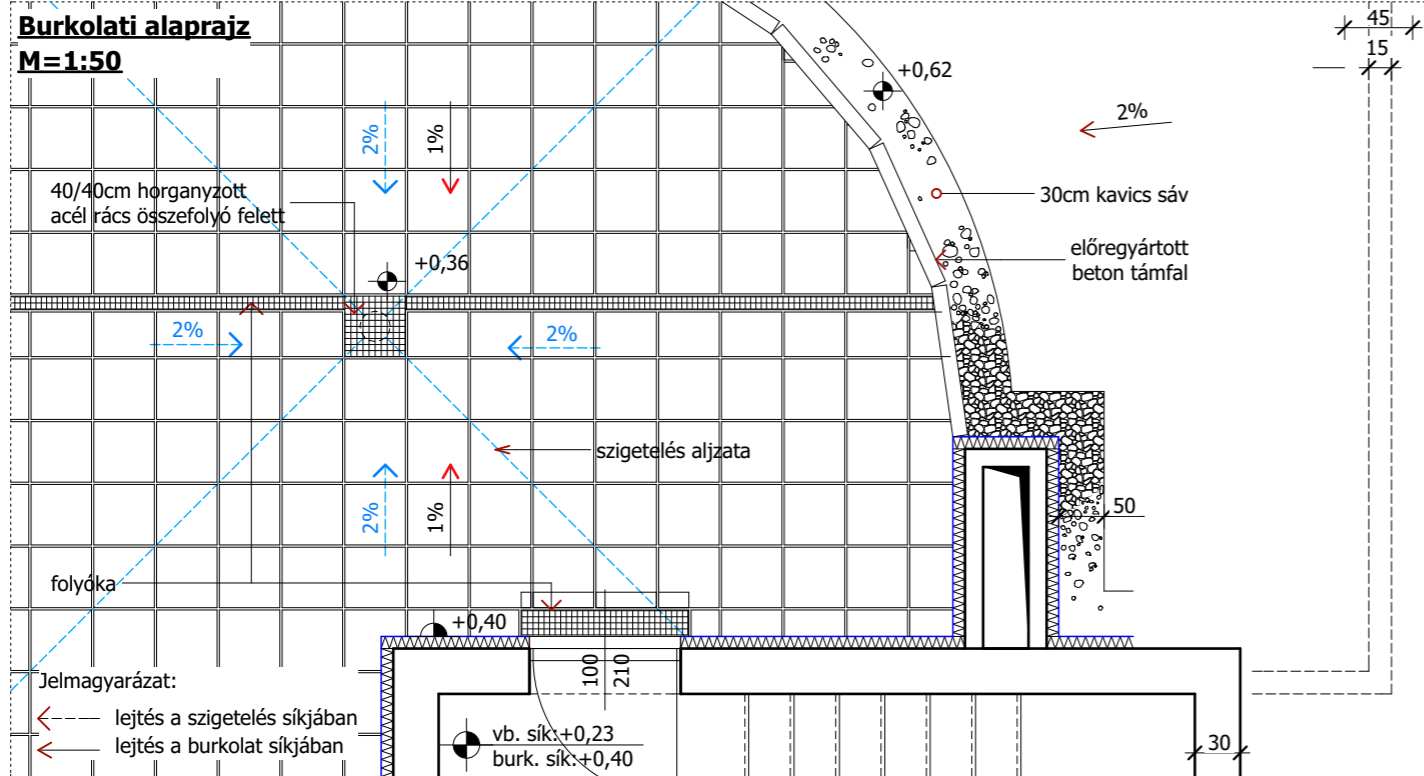 Burkolati alaprajz
M=1:50
45
15
+0,62
2%
2%
1%
40/40cm horganyzott
acél rács összefolyó felett
30cm kavics sáv
+0,36
előregyártott
beton támfal
2%
2%
szigetelés aljzata
2%
1%
50
folyóka
+0,40
100
210
Jelmagyarázat:
lejtés a szigetelés síkjában
lejtés a burkolat síkjában
vb. sík:+0,23
burk. sík:+0,40
30